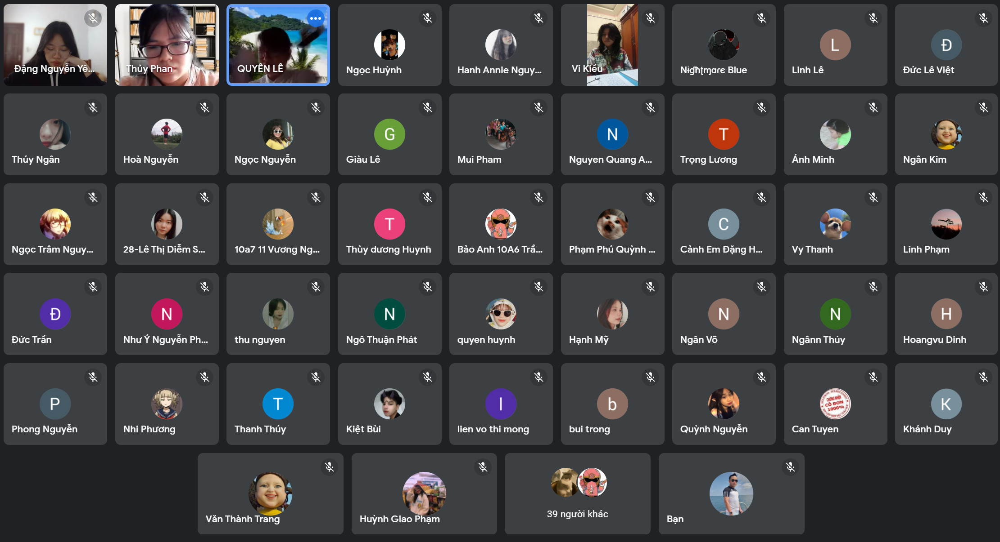 Đặng Nguyễn Yê...
Thủy Phan
QUYÊN LÊ
Ngọc Huỳnh
Hanh Annie Nguy...
Vi Kiều
Blue
L
Linh Lê
Đ
Đức Lê Việt
Thúy Ngân
Hoà Nguyễn
Ngọc Nguyễn
G
Giàu Lê
Mui Pham
N
Nguyen Quang A...
T
Trọng Lương
Ánh Minh
Ngân Kim
Ngọc Trâm Nguy...
28-Lê Thị Diễm S...
10a7 11 Vương Ng...
T
Thùy dương Huynh
Bảo Anh 10A6 Trầ...
Phạm Phú Quỳnh ...
C
Cảnh Em Đặng H...
Vy Thanh
Linh Phạm
Đ
Đức Trần
N
Như Ý Nguyễn Ph...
thu nguyen
N
Ngô Thuận Phát
quyen huynh
Hạnh Mỹ
N
Ngân Võ
N
Ngânn Thúy
H
Hoangvu Dinh
P
Phong Nguyễn
Nhi Phương
T
Thanh Thúy
Kiệt Bùi
l
lien vo thi mong
b
bui trong
Quỳnh Nguyễn
CHỨNG NHẬN
CÔ ĐƠN
1000%
Can Tuyen
K
Khánh Duy
Văn Thành Trang
Huỳnh Giao Phạm
39 người khác
Bạn